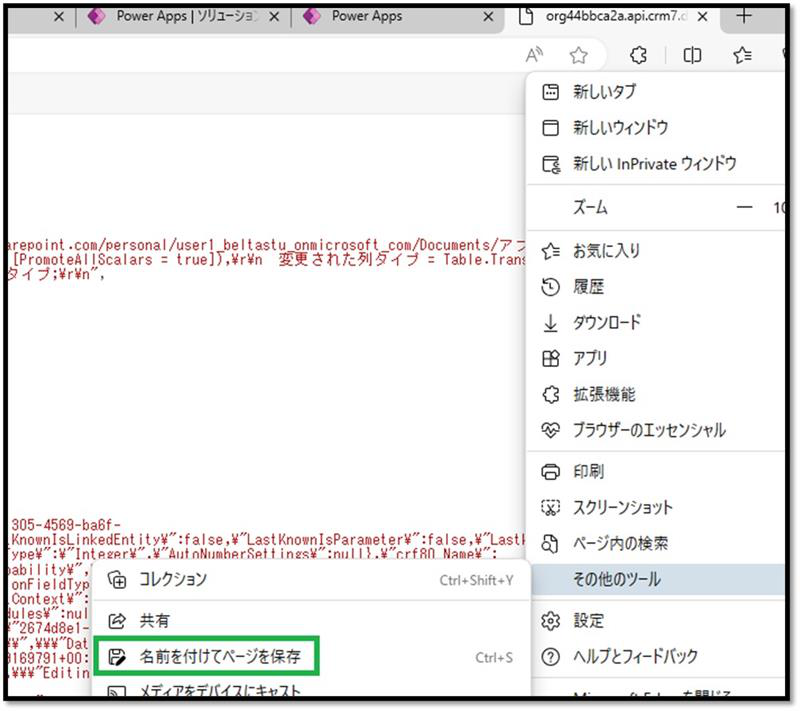 Power Apps | ソリューション
Power Apps
org44bbca2a.api.crm7.d
新しいタブ
新しいウィンドウ
新しい InPrivate ウィンドウ
ズーム
10
arepoint.com/personal/user1_beltastu_onmicrosoft_com/Documents/アプ
[PromoteAllScalars = true]),¥r¥n 変更された列タイプ = Table.Trans
タイプ;¥r¥n",
お気に入り
履歴
ダウンロード
アプリ
拡張機能
ブラウザーのエッセンシャル
印刷
スクリーンショット
ページ内の検索
その他のツール
設定
ヘルプとフィードバック
305-4569-ba6f-
KnownIsLinkedEntity¥":false,¥"LastKnownIsParameter¥":false,¥"Last
ype¥":¥"Integer¥",¥"AutoNumberSettings¥":null},¥"crf80_Name¥":
ability¥",
onFieldTyp
Context¥":
dules¥":nul
¥"2674d8e1-
¥",¥¥¥"Dat
9169791+00:
,¥¥¥"Editin
コレクション Ctrl+Shift+Y
共有
名前を付けてページを保存 Ctrl+S
メディアをデバイスにキャスト
Microsoft Edge を閉じる